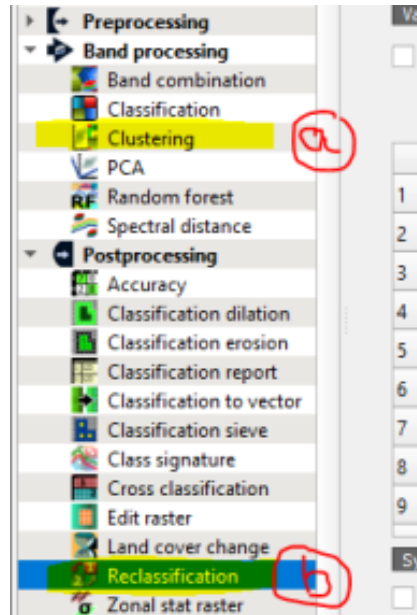 Preprocessing
Band processing
Band combination
Classification
Clustering
a
PCA
RF Random forest
Spectral distance
Postprocessing
Accuracy
Classification dilation
Classification erosion
Classification report
Classification to vector
Classification sieve
Class signature
Cross classification
Edit raster
Land cover change
Reclassification
b
σ Zonal stat raster
Va
1
2
3
4
5
6
7
8
9
Sy